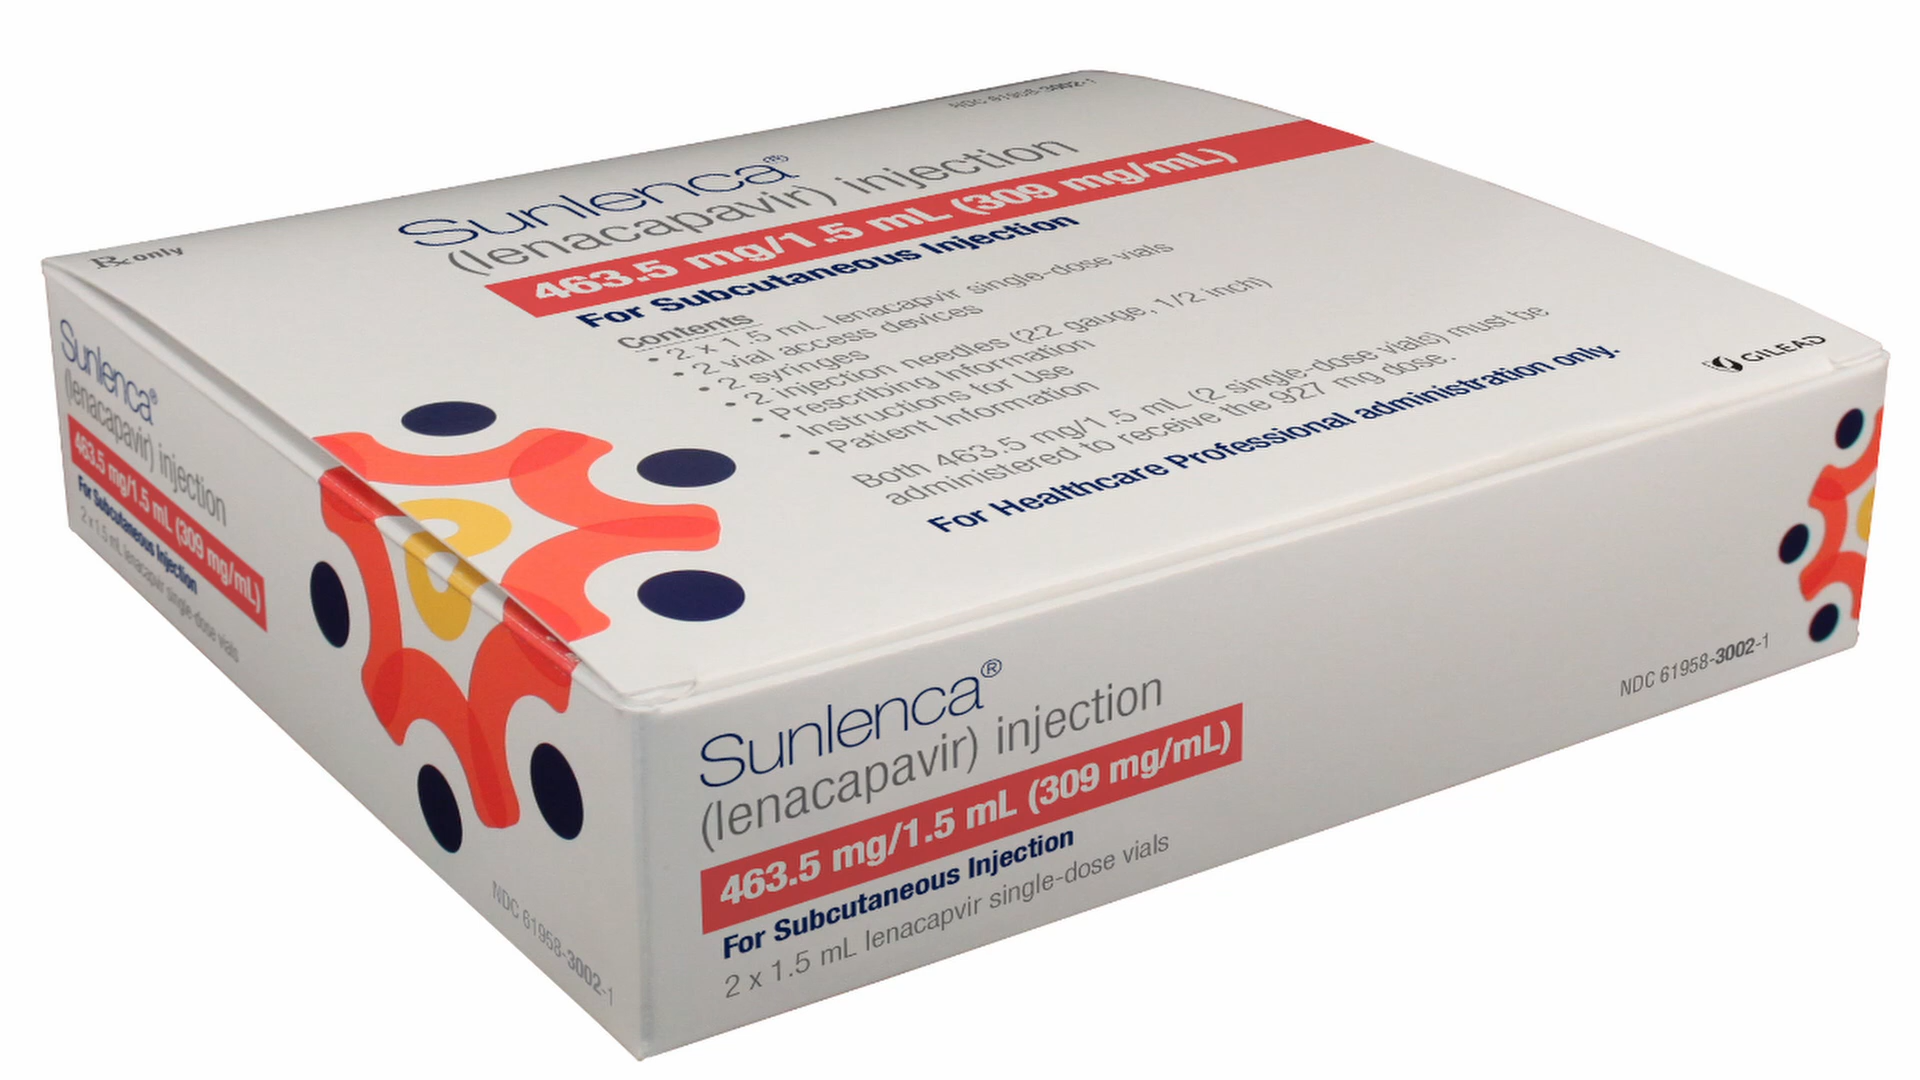 NDC 61958-3002-1
Rx only
Sunlenca®
(lenacapavir) injection
463.5 mg/1.5 mL (309 mg/mL)
For Subcutaneous Injection
Contents
• 2 x 1.5 mL lenacapvir single-dose vials
• 2 vial access devices
• 2 syringes
• 2 injection needles (22 gauge, 1/2 inch)
• Prescribing Information
• Instructions for Use
• Patient Information
Both 463.5 mg/1.5 mL (2 single-dose vials) must be
administered to receive the 927 mg dose.
For Healthcare Professional administration only.
GILEAD
Sunlenca®
(lenacapavir) injection
463.5 mg/1.5 mL (309 mg/mL)
For Subcutaneous Injection
2 x 1.5 mL lenacapvir single-dose vials
NDC 61958-3002-1
Sunlenca®
(lenacapavir) injection
463.5 mg/1.5 mL (309 mg/mL)
For Subcutaneous Injection
2 x 1.5 mL lenacapvir single-dose vials
NDC 61958-3002-1